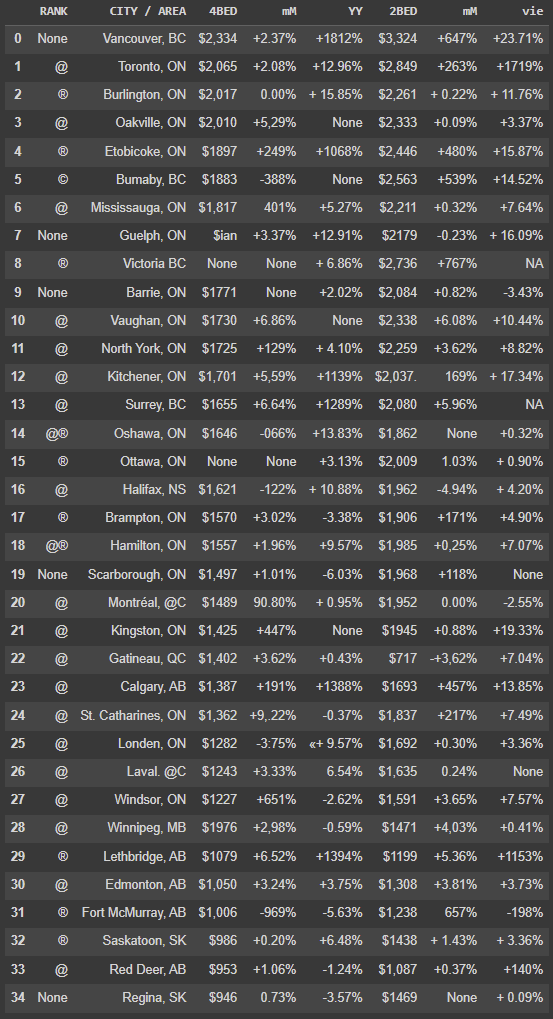 RANK CITY / AREA 4BED mM YY 2BED mM vie
0 None Vancouver, BC $2,334 +2.37% +1812% $3,324 +647% +23.71%
1 @ Toronto, ON $2,065 +2.08% +12.96% $2,849 +263% +1719%
2 ® Burlington, ON $2,017 0.00% + 15.85% $2,261 + 0.22% + 11.76%
3 @ Oakville, ON $2,010 +5,29% None $2,333 +0.09% +3.37%
4 ® Etobicoke, ON $1897 +249% +1068% $2,446 +480% +15.87%
5 © Bumaby, BC $1883 -388% None $2,563 +539% +14.52%
6 @ Mississauga, ON $1,817 401% +5.27% $2,211 +0.32% +7.64%
7 None Guelph, ON $ian +3.37% +12.91% $2179 -0.23% + 16.09%
8 ® Victoria BC None None + 6.86% $2,736 +767% NA
9 None Barrie, ON $1771 None +2.02% $2,084 +0.82% -3.43%
10 @ Vaughan, ON $1730 +6.86% None $2,338 +6.08% +10.44%
11 @ North York, ON $1725 +129% + 4.10% $2,259 +3.62% +8.82%
12 @ Kitchener, ON $1,701 +5,59% +1139% $2,037. 169% + 17.34%
13 @ Surrey, BC $1655 +6.64% +1289% $2,080 +5.96% NA
14 @® Oshawa, ON $1646 -066% +13.83% $1,862 None +0.32%
15 ® Ottawa, ON None None +3.13% $2,009 1.03% + 0.90%
16 @ Halifax, NS $1,621 -122% + 10.88% $1,962 -4.94% + 4.20%
17 ® Brampton, ON $1570 +3.02% -3.38% $1,906 +171% +4.90%
18 @® Hamilton, ON $1557 +1.96% +9.57% $1,985 +0,25% +7.07%
19 None Scarborough, ON $1,497 +1.01% -6.03% $1,968 +118% None
20 @ Montréal, @C $1489 90.80% + 0.95% $1,952 0.00% -2.55%
21 @ Kingston, ON $1,425 +447% None $1945 +0.88% +19.33%
22 @ Gatineau, QC $1,402 +3.62% +0.43% $717 -+3,62% +7.04%
23 @ Calgary, AB $1,387 +191% +1388% $1693 +457% +13.85%
24 @ St. Catharines, ON $1,362 +9,.22% -0.37% $1,837 +217% +7.49%
25 @ Londen, ON $1282 -3:75% «+ 9.57% $1,692 +0.30% +3.36%
26 @ Laval. @C $1243 +3.33% 6.54% $1,635 0.24% None
27 @ Windsor, ON $1227 +651% -2.62% $1,591 +3.65% +7.57%
28 @ Winnipeg, MB $1976 +2,98% -0.59% $1471 +4,03% +0.41%
29 ® Lethbridge, AB $1079 +6.52% +1394% $1199 +5.36% +1153%
30 @ Edmonton, AB $1,050 +3.24% +3.75% $1,308 +3.81% +3.73%
31 ® Fort McMurray, AB $1,006 -969% -5.63% $1,238 657% -198%
32 ® Saskatoon, SK $986 +0.20% +6.48% $1438 + 1.43% + 3.36%
33 @ Red Deer, AB $953 +1.06% -1.24% $1,087 +0.37% +140%
34 None Regina, SK $946 0.73% -3.57% $1469 None + 0.09%